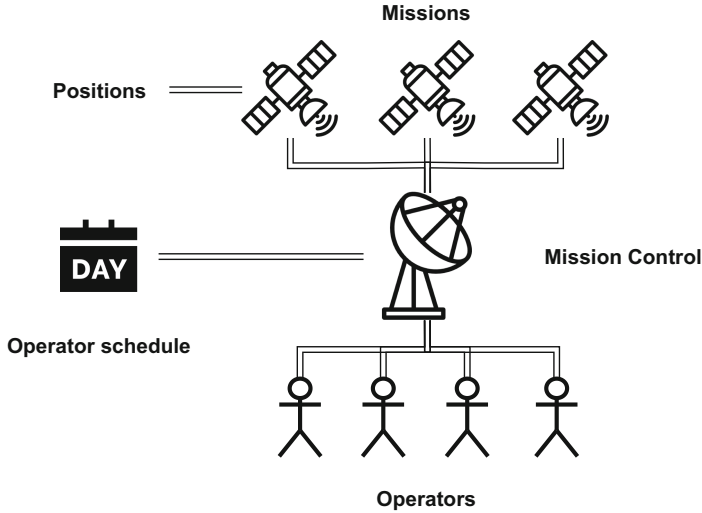 Missions
Positions
DAY
Mission Control
Operator schedule
Operators